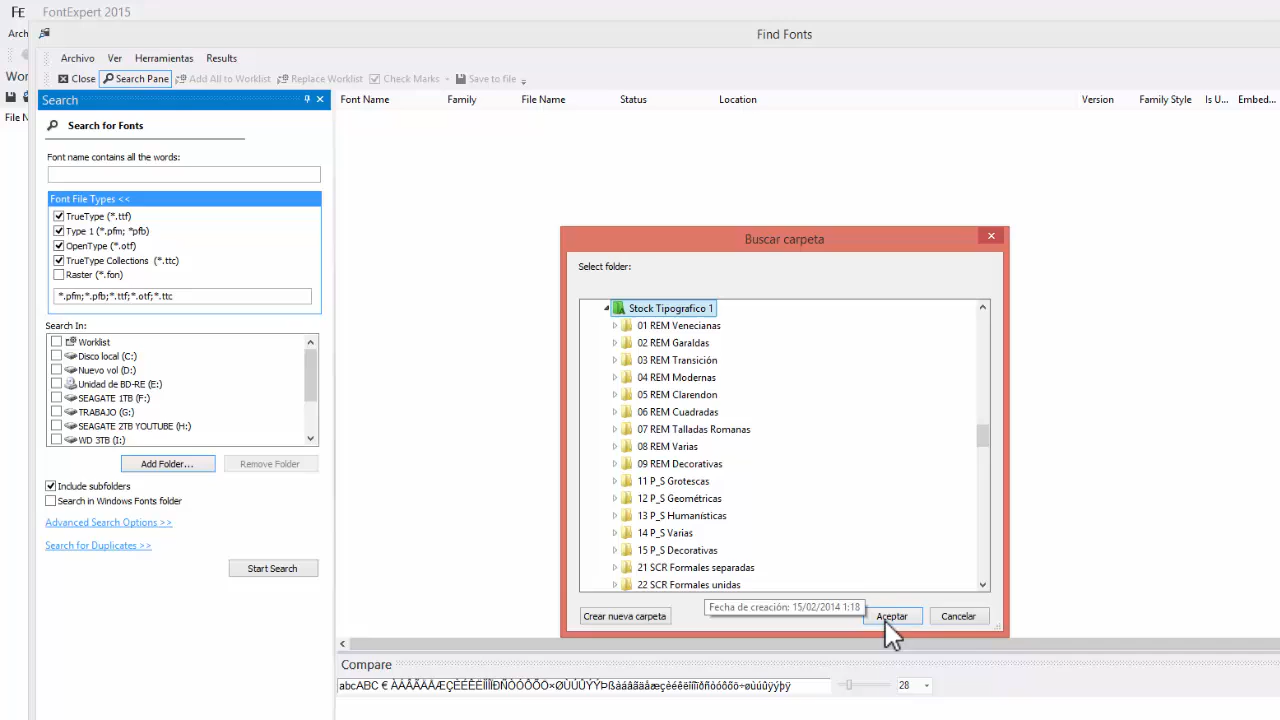 FE FontExpert 2015
Arch
Find Fonts
Archivo Ver Herramientas Results
Close Search Pane Add All to Worklist Replace Worklist Check Marks Save to file
Wor
File N
Search
Font Name Family File Name Status Location Version Family Style Is U... Embed...
Search for Fonts
Font name contains all the words:
Font File Types <<
TrueType (*.ttf)
Type 1 (*.pfm; *pfb)
OpenType (*.otf)
TrueType Collections (*.ttc)
Raster (*.fon)
*.pfm;*.pfb;*.ttf;*.otf;*.ttc
Search In:
Worklist
Disco local (C:)
Nuevo vol (D:)
Unidad de BD-RE (E:)
SEAGATE 1TB (F:)
TRABAJO (G:)
SEAGATE 2TB YOUTUBE (H:)
WD 3TB (I:)
Add Folder... Remove Folder
Include subfolders
Search in Windows Fonts folder
Advanced Search Options >>
Search for Duplicates >>
Start Search
Buscar carpeta
Select folder:
Stock Tipografico 1
01 REM Venecianas
02 REM Garaldas
03 REM Transición
04 REM Modernas
05 REM Clarendon
06 REM Cuadradas
07 REM Talladas Romanas
08 REM Varias
09 REM Decorativas
11 P_S Grotescas
12 P_S Geométricas
13 P_S Humanísticas
14 P_S Varias
15 P_S Decorativas
21 SCR Formales separadas
22 SCR Formales unidas
Fecha de creación: 15/02/2014 1:18
Crear nueva carpeta Aceptar Cancelar
Compare
abcABC € ÀÁÂÃÄÅÆÇÈÉÊËÌÍÎÏÐÑÒÓÔÕÖ×ØÙÚÛÝÝÞßàáâãäåæçèéêëìíîïðñòóôõö÷øùúûýýþÿ
28